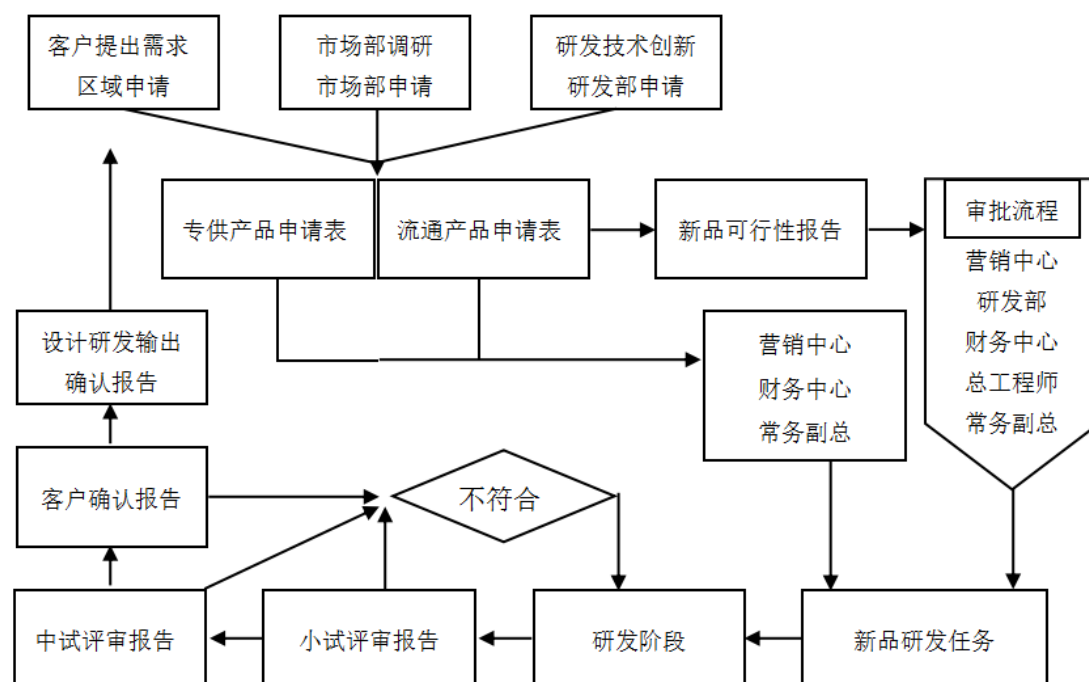 客户提出需求
区域申请
市场部调研
市场部申请
研发技术创新
研发部申请
专供产品申请表
流通产品申请表
新品可行性报告
审批流程
营销中心
研发部
财务中心
总工程师
常务副总
设计研发输出
确认报告
营销中心
财务中心
常务副总
客户确认报告
不符合
中试评审报告
小试评审报告
研发阶段
新品研发任务